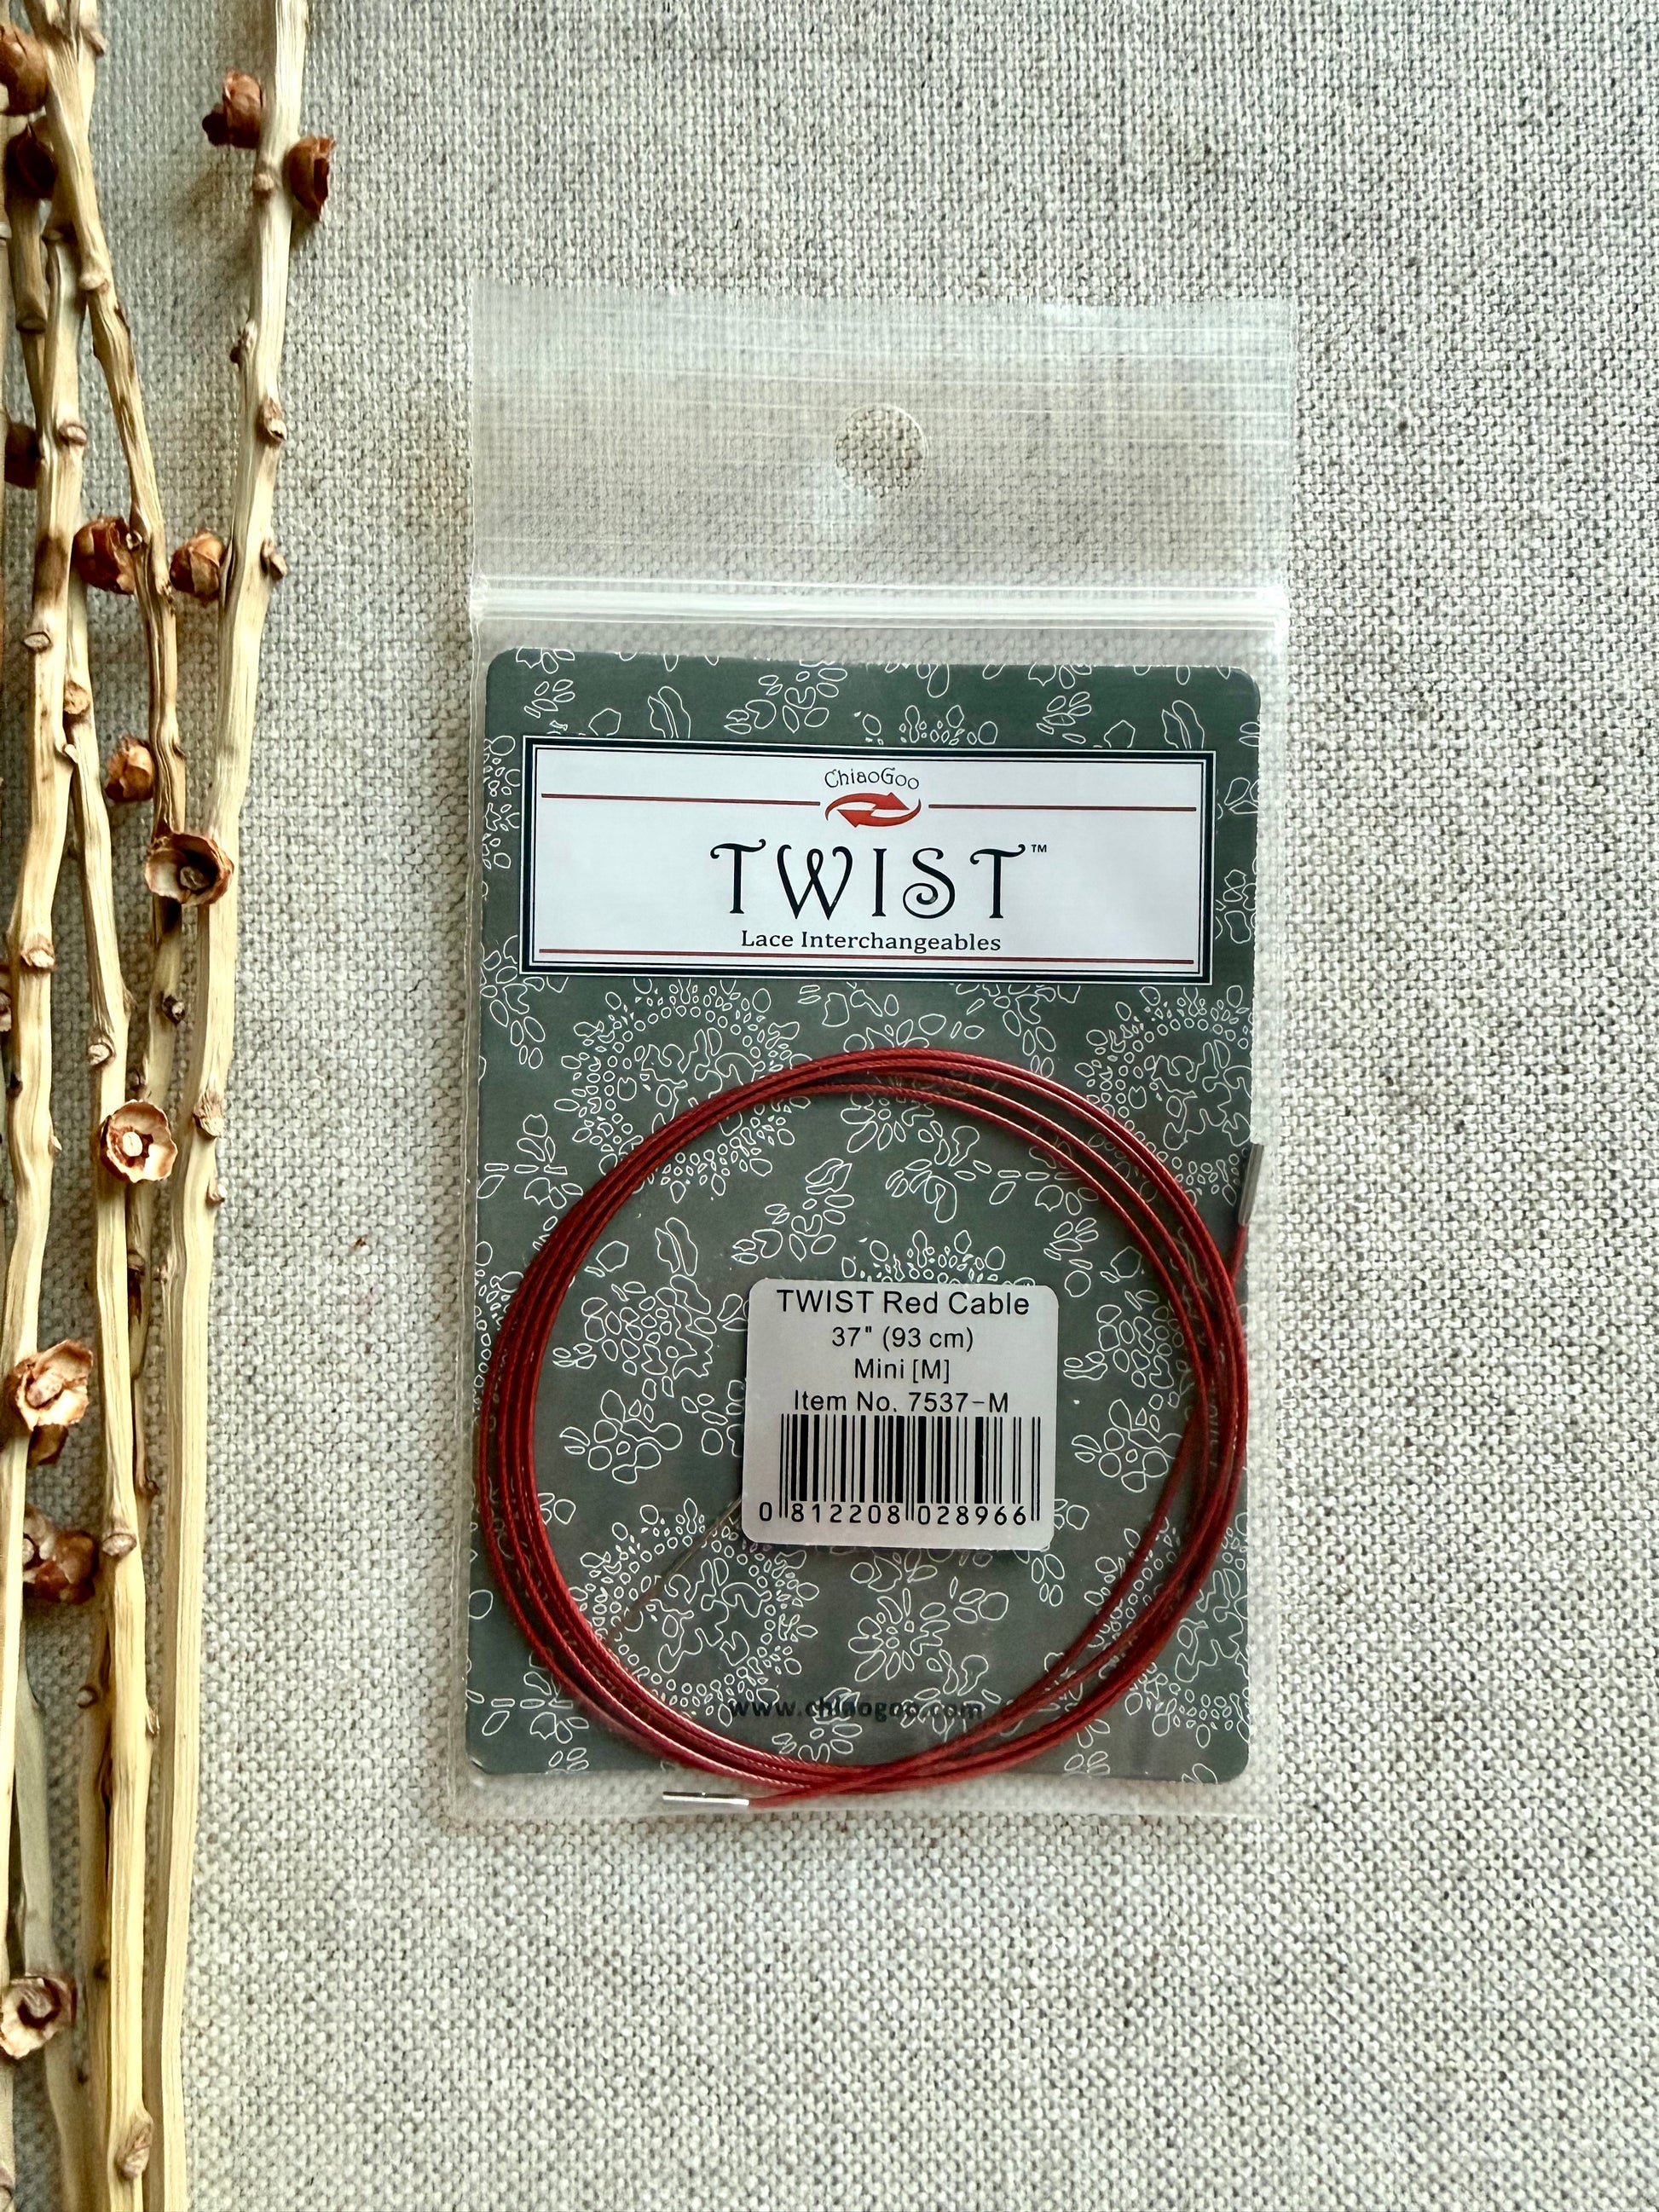 ChiaoGoo
TWIST™
Lace Interchangeables
TWIST Red Cable
37" (93 cm)
Mini [M]
Item No. 7537-M
0 812208 028966
www.chiaogoo.com